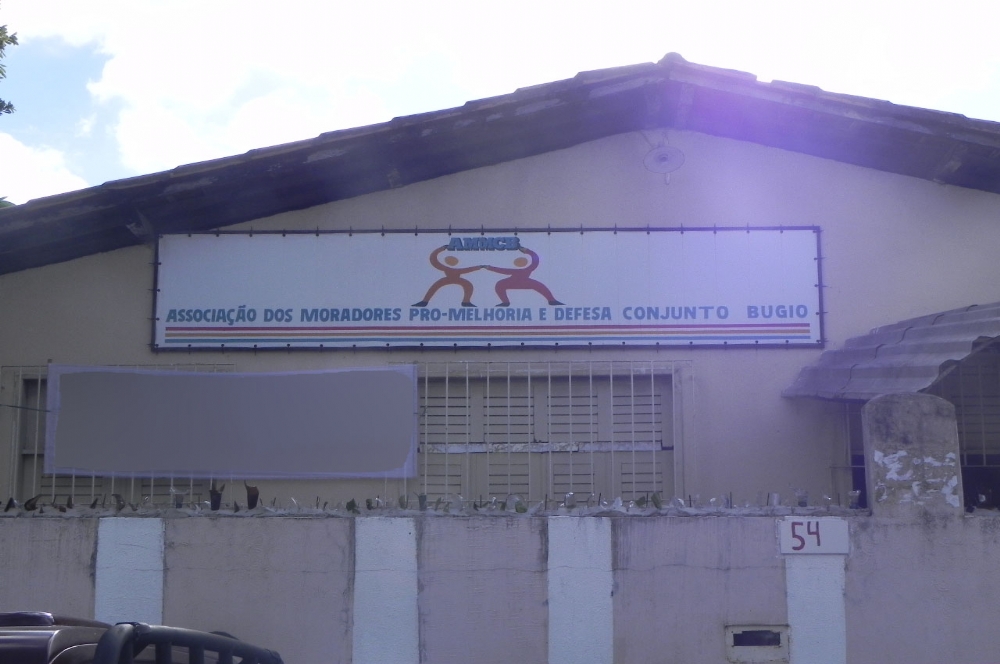 AMMCB
ASSOCIAÇÃO DOS MORADORES PRO-MELHORIA E DEFESA CONJUNTO BUGIO
54